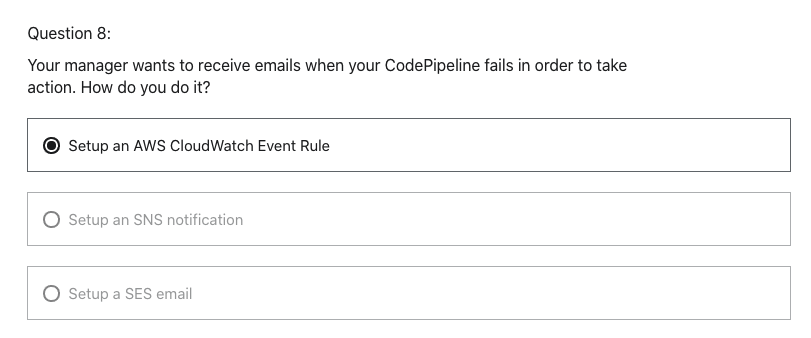 Question 8:
Your manager wants to receive emails when your CodePipeline fails in order to take
action. How do you do it?
Setup an AWS CloudWatch Event Rule
Setup an SNS notification
Setup a SES email